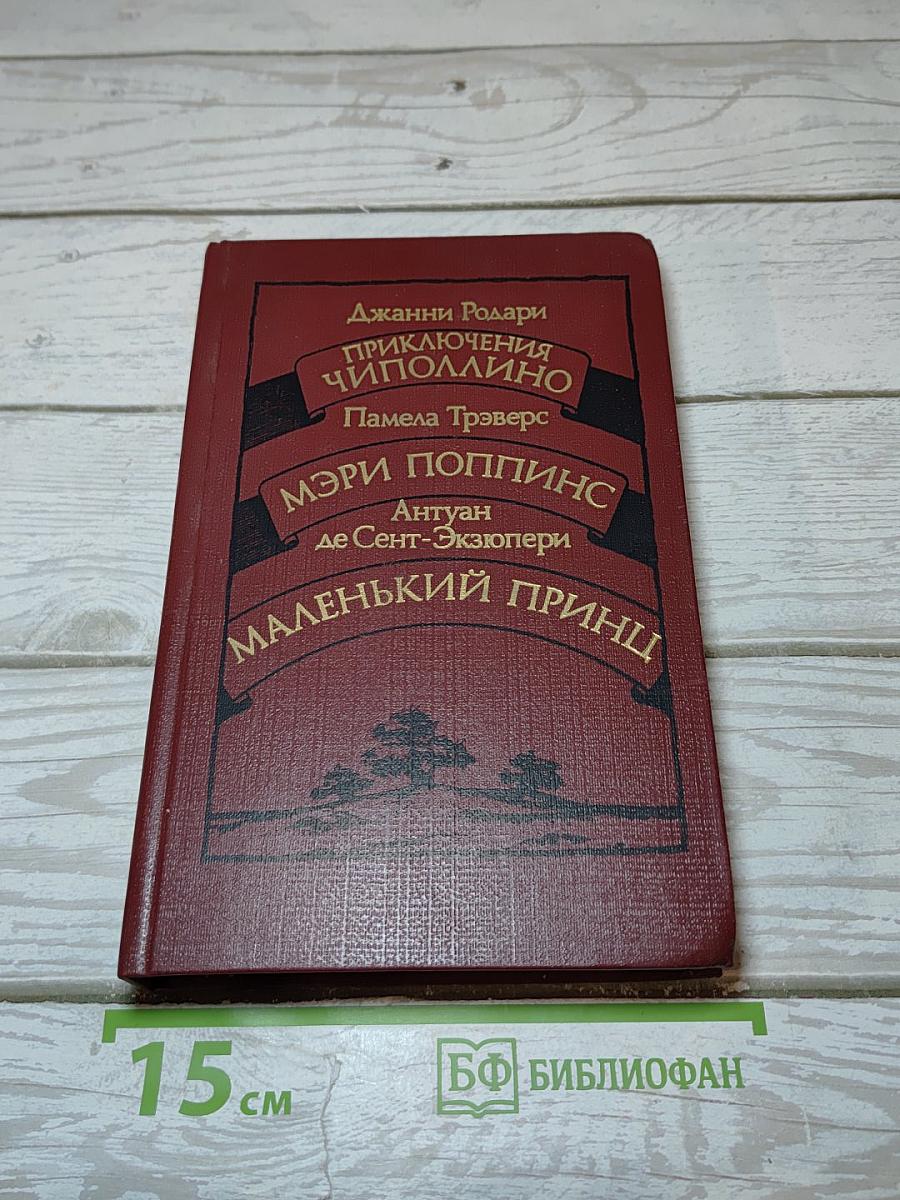 Джанни Родари
ПРИКЛЮЧЕНИЯ
ЧИПОЛЛИНО
Памела Трэверс
МЭРИ ПОППИНС
Антуан
де Сент-Экзюпери
МАЛЕНЬКИЙ ПРИНЦ
15 см
БФ БИБЛИОФАН